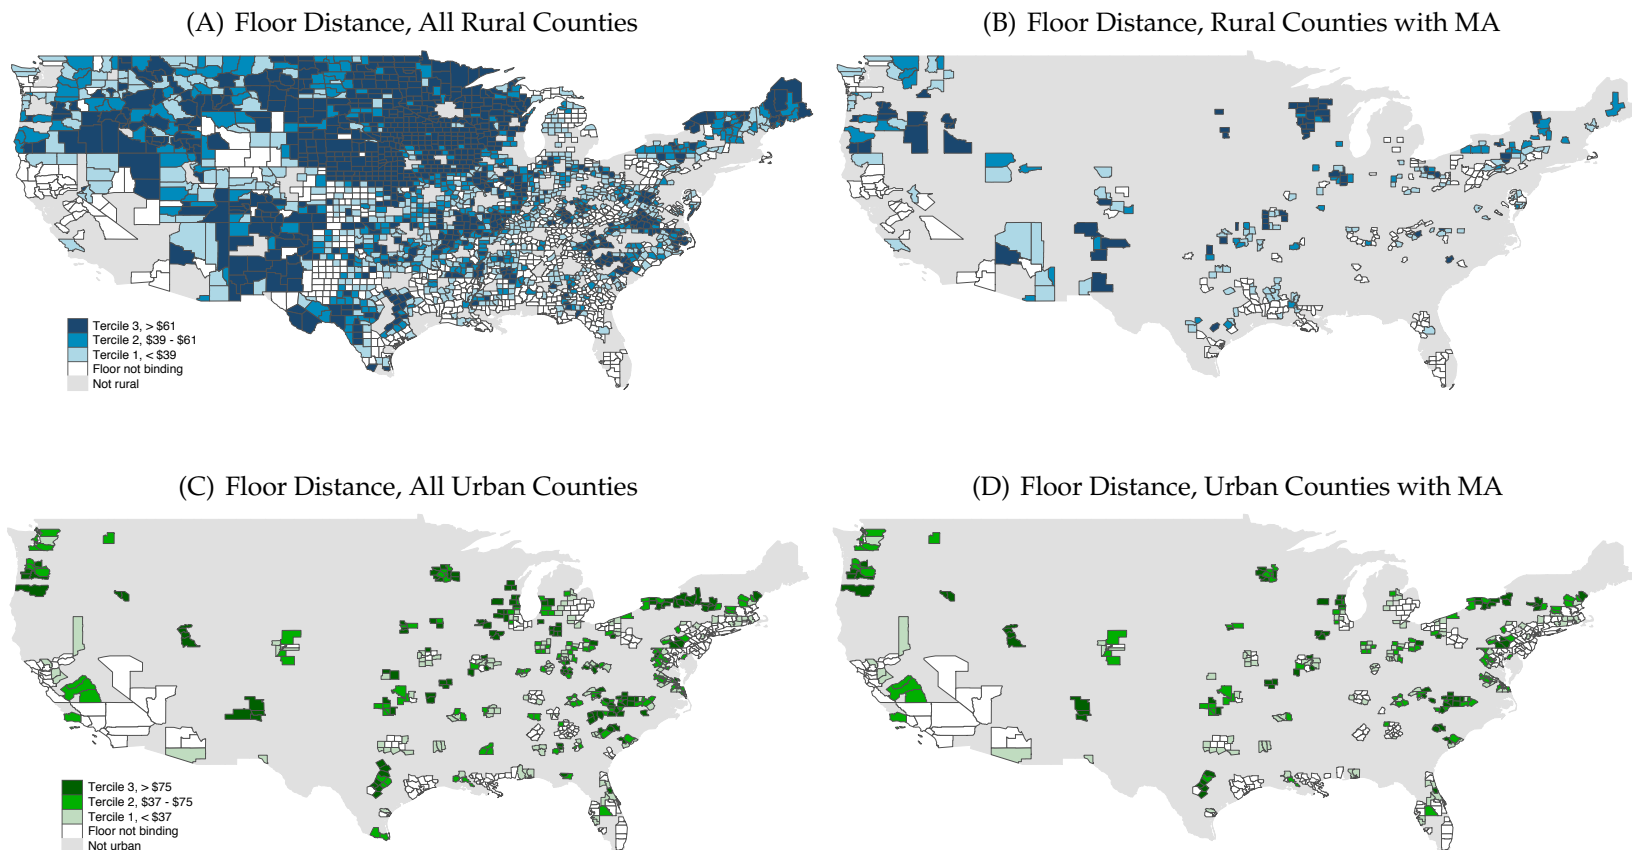 (A) Floor Distance, All Rural Counties
(B) Floor Distance, Rural Counties with MA
Tercile 3, > $61
Tercile 2, $39 - $61
Tercile 1, < $39
Floor not binding
Not rural
(C) Floor Distance, All Urban Counties
(D) Floor Distance, Urban Counties with MA
Tercile 3, > $75
Tercile 2, $37 - $75
Tercile 1, < $37
Floor not binding
Not urban